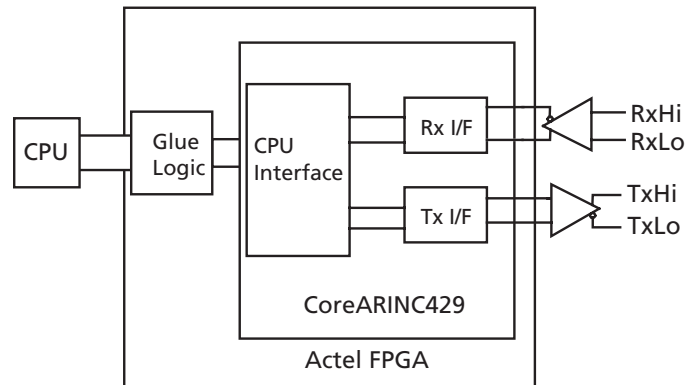 CPU
Glue
Logic
CPU
Interface
Rx I/F
Tx I/F
RxHi
RxLo
TxHi
TxLo
CoreARINC429
Actel FPGA